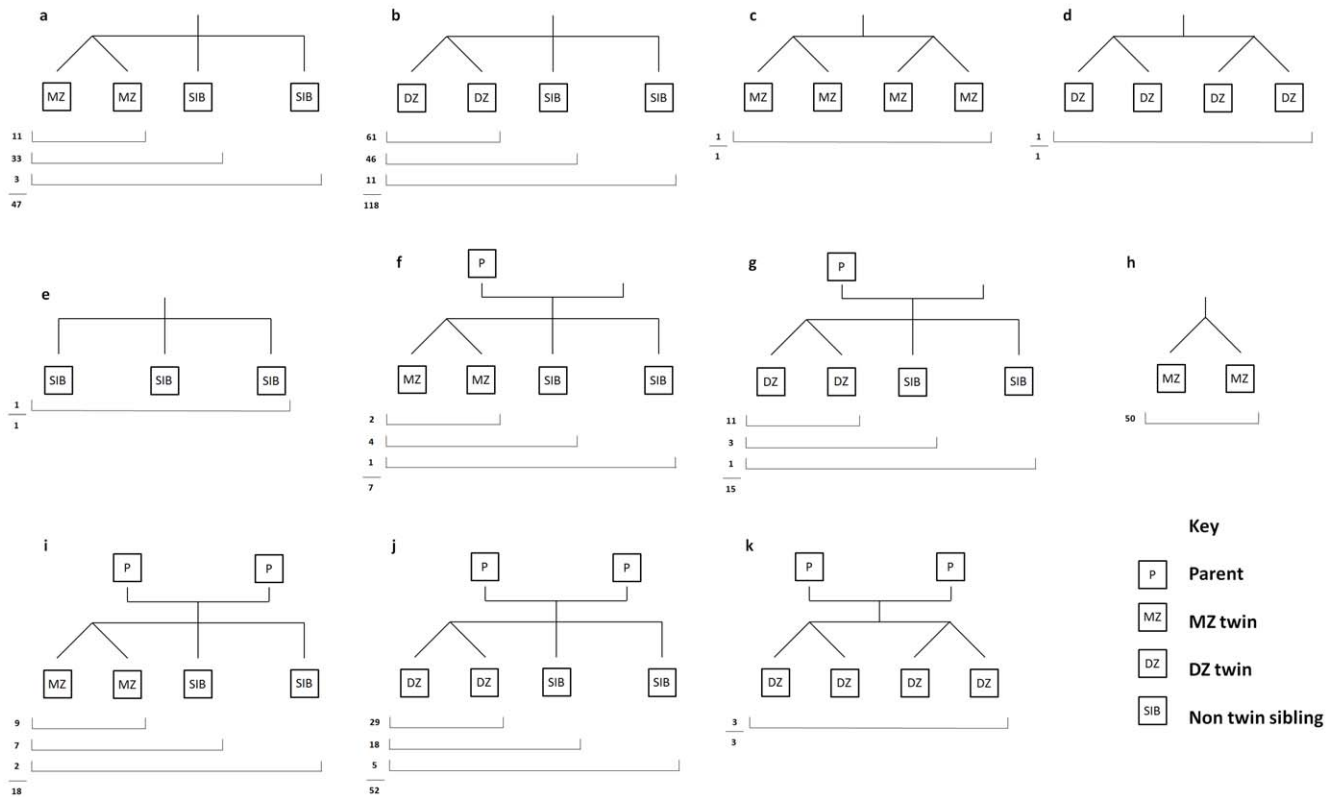 a
MZ MZ SIB SIB
11
33
3
47
b
DZ DZ SIB SIB
61
46
11
118
c
MZ MZ MZ MZ
1
1
d
DZ DZ DZ DZ
1
1
e
SIB SIB SIB
1
1
f
P
MZ MZ SIB SIB
2
4
1
7
g
P
DZ DZ SIB SIB
11
3
1
15
h
MZ MZ
50
i
P P
MZ MZ SIB SIB
9
7
2
18
j
P P
DZ DZ SIB SIB
29
18
5
52
k
P P
DZ DZ DZ DZ
3
3
Key
P Parent
MZ MZ twin
DZ DZ twin
SIB Non twin sibling